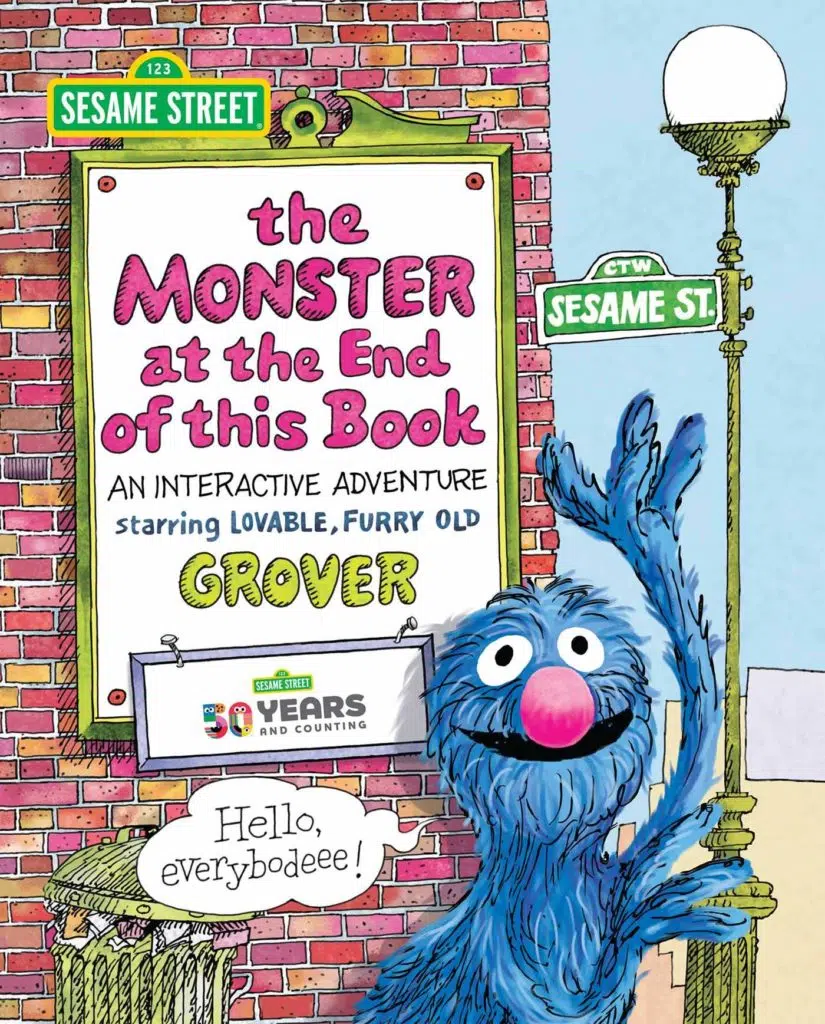 123
SESAME STREET®
the
MONSTER
at the End
of this Book
AN INTERACTIVE ADVENTURE
starring LOVABLE, FURRY OLD
GROVER
CTW
SESAME ST.
SESAME STREET
50 YEARS
AND COUNTING
Hello,
everybodeee!